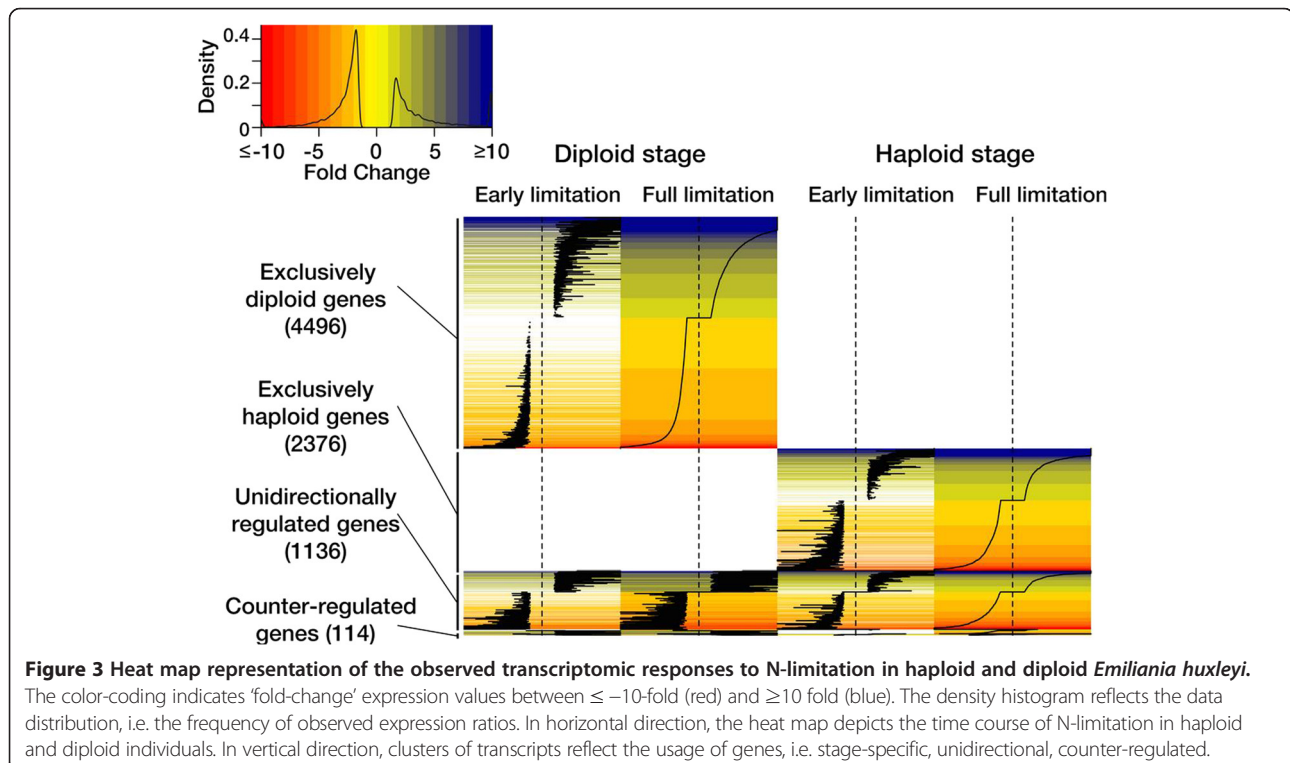 0.4
0.2
0
Density
≤-10 -5 0 5 ≥10
Fold Change
Diploid stage Haploid stage
Early limitation Full limitation Early limitation Full limitation
Exclusively
diploid genes
(4496)
Exclusively
haploid genes
(2376)
Unidirectionally
regulated genes
(1136)
Counter-regulated
genes (114)
Figure 3 Heat map representation of the observed transcriptomic responses to N-limitation in haploid and diploid Emiliania huxleyi.
The color-coding indicates 'fold-change' expression values between ≤ −10-fold (red) and ≥10 fold (blue). The density histogram reflects the data
distribution, i.e. the frequency of observed expression ratios. In horizontal direction, the heat map depicts the time course of N-limitation in haploid
and diploid individuals. In vertical direction, clusters of transcripts reflect the usage of genes, i.e. stage-specific, unidirectional, counter-regulated.